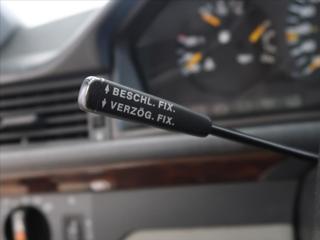 ↑ BESCHL. FIX.
↓ VERZÖG. FIX.